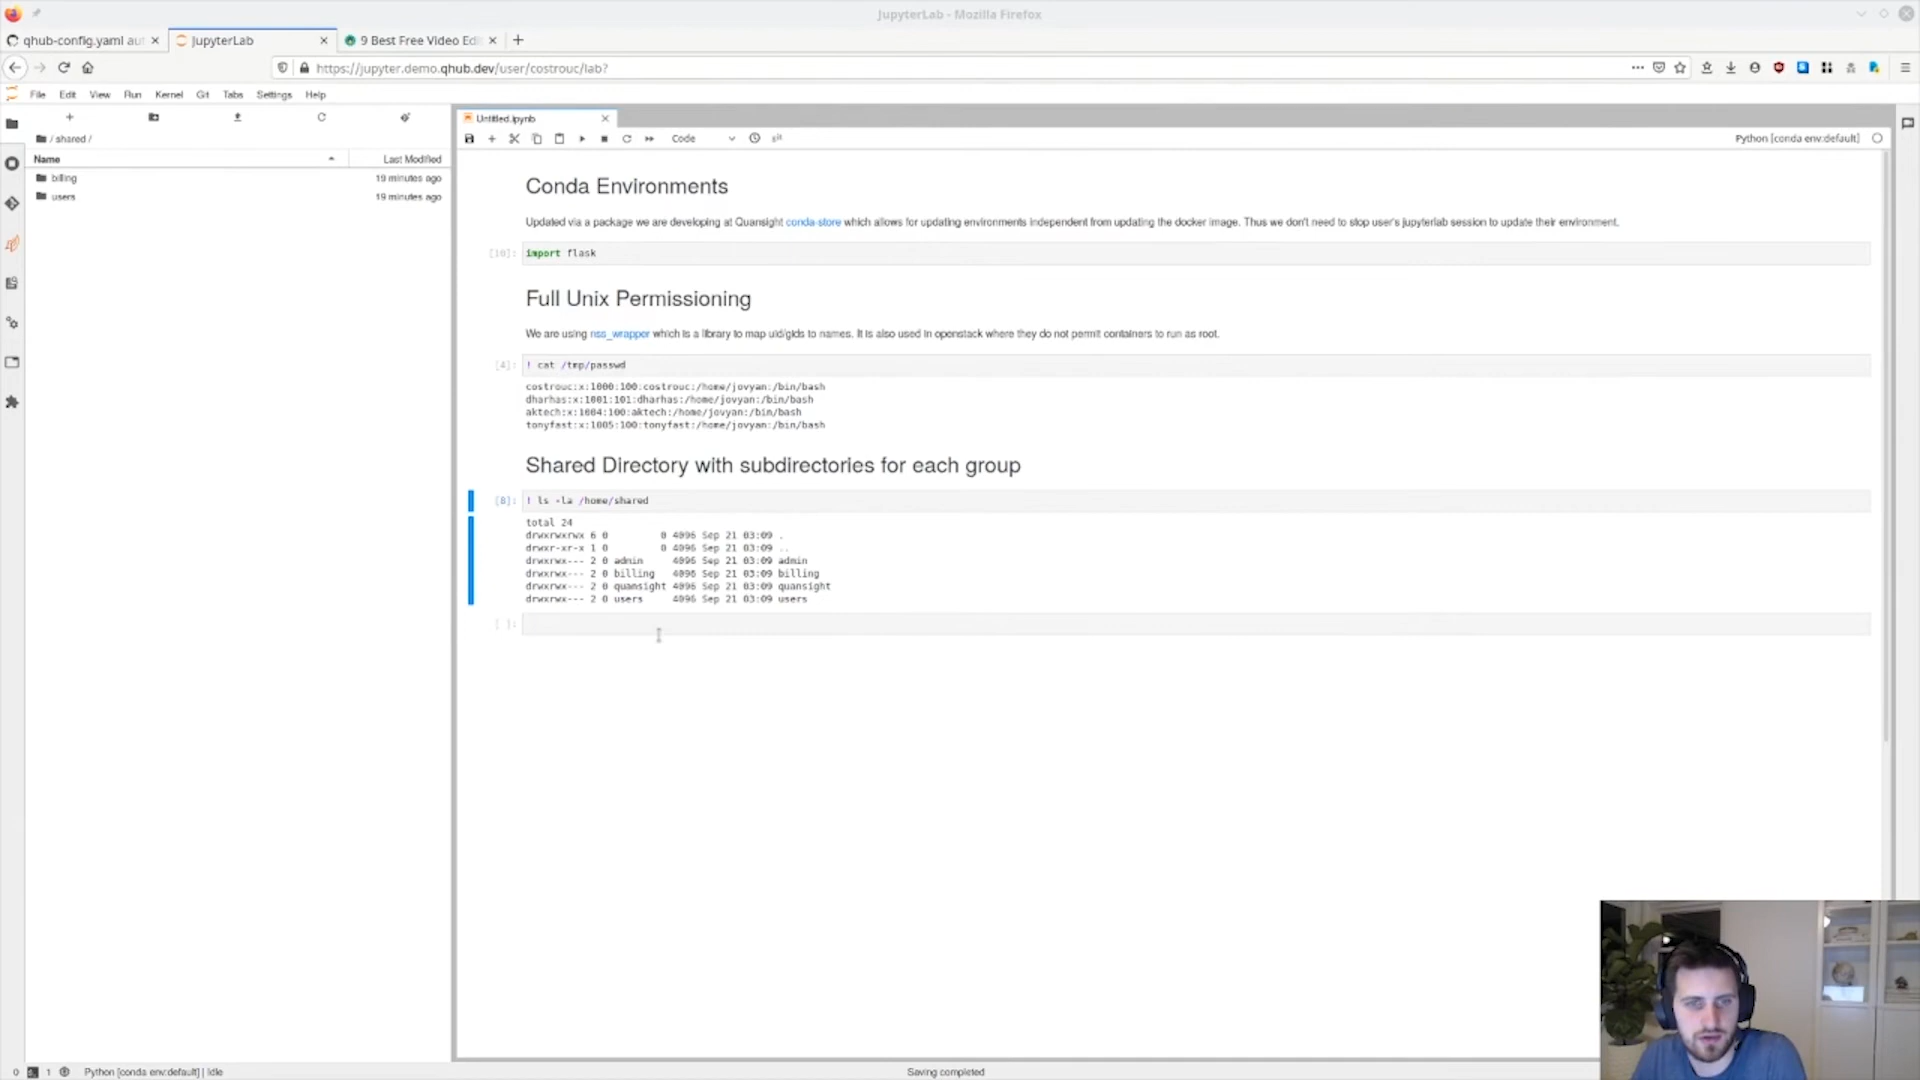 JupyterLab - Mozilla Firefox
qhub-config.yaml au
JupyterLab
9 Best Free Video Edi
https://jupyter.demo.qhub.dev/user/costrouc/lab?
File Edit View Run Kernel Git Tabs Settings Help
/ shared /
Name Last Modified
billing 19 minutes ago
users 19 minutes ago
Untitled.ipynb
Code
git
Python [conda env:default]
Conda Environments
Updated via a package we are developing at Quansight conda-store which allows for updating environments independent from updating the docker image. Thus we don't need to stop user's jupyterlab session to update their environment.
[10]: import flask
Full Unix Permissioning
We are using nss_wrapper which is a library to map uid/gids to names. It is also used in openstack where they do not permit containers to run as root.
[4]: ! cat /tmp/passwd
costrouc:x:1000:100:costrouc:/home/jovyan:/bin/bash
dharhas:x:1001:101:dharhas:/home/jovyan:/bin/bash
aktech:x:1004:100:aktech:/home/jovyan:/bin/bash
tonyfast:x:1005:100:tonyfast:/home/jovyan:/bin/bash
Shared Directory with subdirectories for each group
[8]: ! ls -la /home/shared
total 24
drwxrwxrwx 6 0 0 4096 Sep 21 03:09 .
drwxr-xr-x 1 0 0 4096 Sep 21 03:09 ..
drwxrwx--- 2 0 admin 4096 Sep 21 03:09 admin
drwxrwx--- 2 0 billing 4096 Sep 21 03:09 billing
drwxrwx--- 2 0 quansight 4096 Sep 21 03:09 quansight
drwxrwx--- 2 0 users 4096 Sep 21 03:09 users
[ ]:
0 1 Python [conda env:default] | Idle
Saving completed